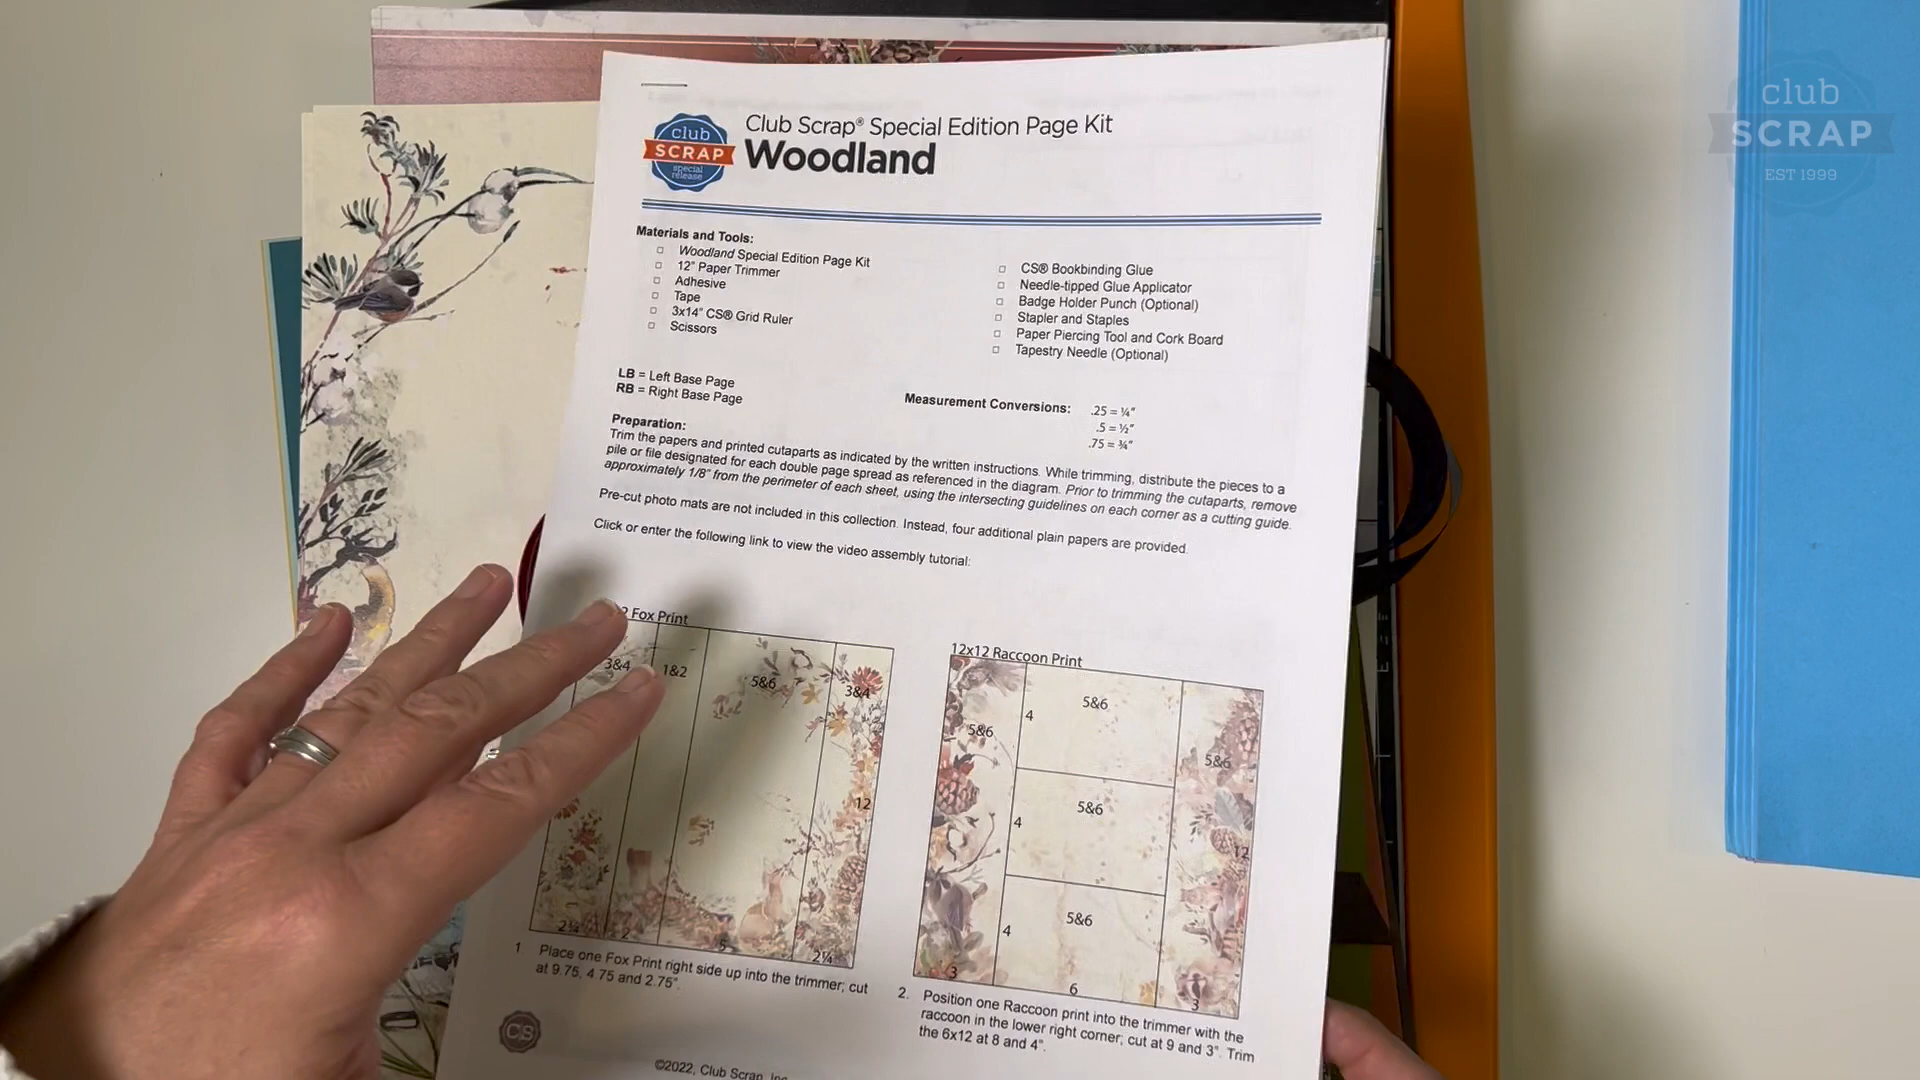 club
SCRAP
EST 1999
club
SCRAP
special
release
Club Scrap® Special Edition Page Kit
Woodland
Materials and Tools:
Woodland Special Edition Page Kit
12" Paper Trimmer
Adhesive
Tape
3x14" CS® Grid Ruler
Scissors
CS® Bookbinding Glue
Needle-tipped Glue Applicator
Badge Holder Punch (Optional)
Stapler and Staples
Paper Piercing Tool and Cork Board
Tapestry Needle (Optional)
LB = Left Base Page
RB = Right Base Page
Measurement Conversions:
.25 = ¼"
.5 = ½"
.75 = ¾"
Preparation:
Trim the papers and printed cutaparts as indicated by the written instructions. While trimming, distribute the pieces to a
pile or file designated for each double page spread as referenced in the diagram. Prior to trimming the cutaparts, remove
approximately 1/8" from the perimeter of each sheet, using the intersecting guidelines on each corner as a cutting guide.
Pre-cut photo mats are not included in this collection. Instead, four additional plain papers are provided.
Click or enter the following link to view the video assembly tutorial:
2 Fox Print
3&4
1&2
5&6
3&4
12
2¼
2
5
2¼
1. Place one Fox Print right side up into the trimmer; cut
at 9.75, 4.75 and 2.75".
12x12 Raccoon Print
5&6
4
5&6
5&6
5&6
4
12
5&6
4
3
6
3
2. Position one Raccoon print into the trimmer with the
raccoon in the lower right corner; cut at 9 and 3". Trim
the 6x12 at 8 and 4".
CS
©2022, Club Scrap, Inc